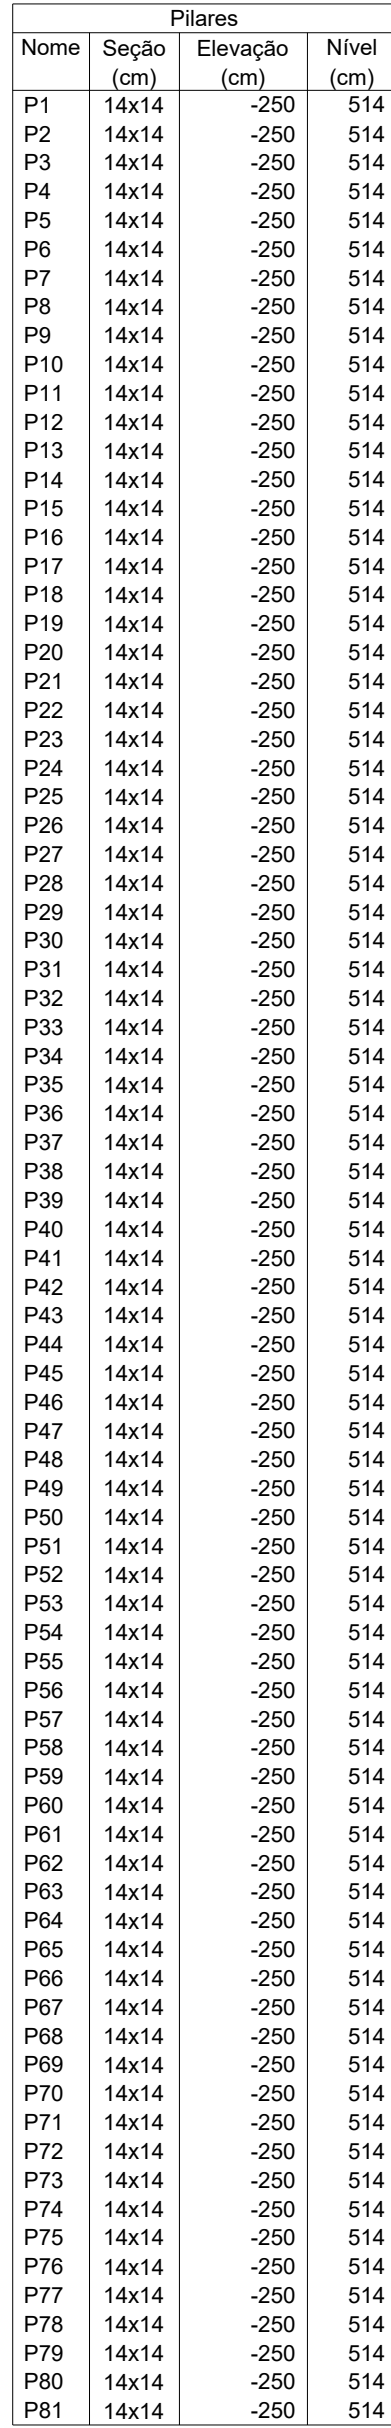 Pilares
Nome Seção Elevação Nível
(cm) (cm) (cm)
P1 14x14 -250 514
P2 14x14 -250 514
P3 14x14 -250 514
P4 14x14 -250 514
P5 14x14 -250 514
P6 14x14 -250 514
P7 14x14 -250 514
P8 14x14 -250 514
P9 14x14 -250 514
P10 14x14 -250 514
P11 14x14 -250 514
P12 14x14 -250 514
P13 14x14 -250 514
P14 14x14 -250 514
P15 14x14 -250 514
P16 14x14 -250 514
P17 14x14 -250 514
P18 14x14 -250 514
P19 14x14 -250 514
P20 14x14 -250 514
P21 14x14 -250 514
P22 14x14 -250 514
P23 14x14 -250 514
P24 14x14 -250 514
P25 14x14 -250 514
P26 14x14 -250 514
P27 14x14 -250 514
P28 14x14 -250 514
P29 14x14 -250 514
P30 14x14 -250 514
P31 14x14 -250 514
P32 14x14 -250 514
P33 14x14 -250 514
P34 14x14 -250 514
P35 14x14 -250 514
P36 14x14 -250 514
P37 14x14 -250 514
P38 14x14 -250 514
P39 14x14 -250 514
P40 14x14 -250 514
P41 14x14 -250 514
P42 14x14 -250 514
P43 14x14 -250 514
P44 14x14 -250 514
P45 14x14 -250 514
P46 14x14 -250 514
P47 14x14 -250 514
P48 14x14 -250 514
P49 14x14 -250 514
P50 14x14 -250 514
P51 14x14 -250 514
P52 14x14 -250 514
P53 14x14 -250 514
P54 14x14 -250 514
P55 14x14 -250 514
P56 14x14 -250 514
P57 14x14 -250 514
P58 14x14 -250 514
P59 14x14 -250 514
P60 14x14 -250 514
P61 14x14 -250 514
P62 14x14 -250 514
P63 14x14 -250 514
P64 14x14 -250 514
P65 14x14 -250 514
P66 14x14 -250 514
P67 14x14 -250 514
P68 14x14 -250 514
P69 14x14 -250 514
P70 14x14 -250 514
P71 14x14 -250 514
P72 14x14 -250 514
P73 14x14 -250 514
P74 14x14 -250 514
P75 14x14 -250 514
P76 14x14 -250 514
P77 14x14 -250 514
P78 14x14 -250 514
P79 14x14 -250 514
P80 14x14 -250 514
P81 14x14 -250 514